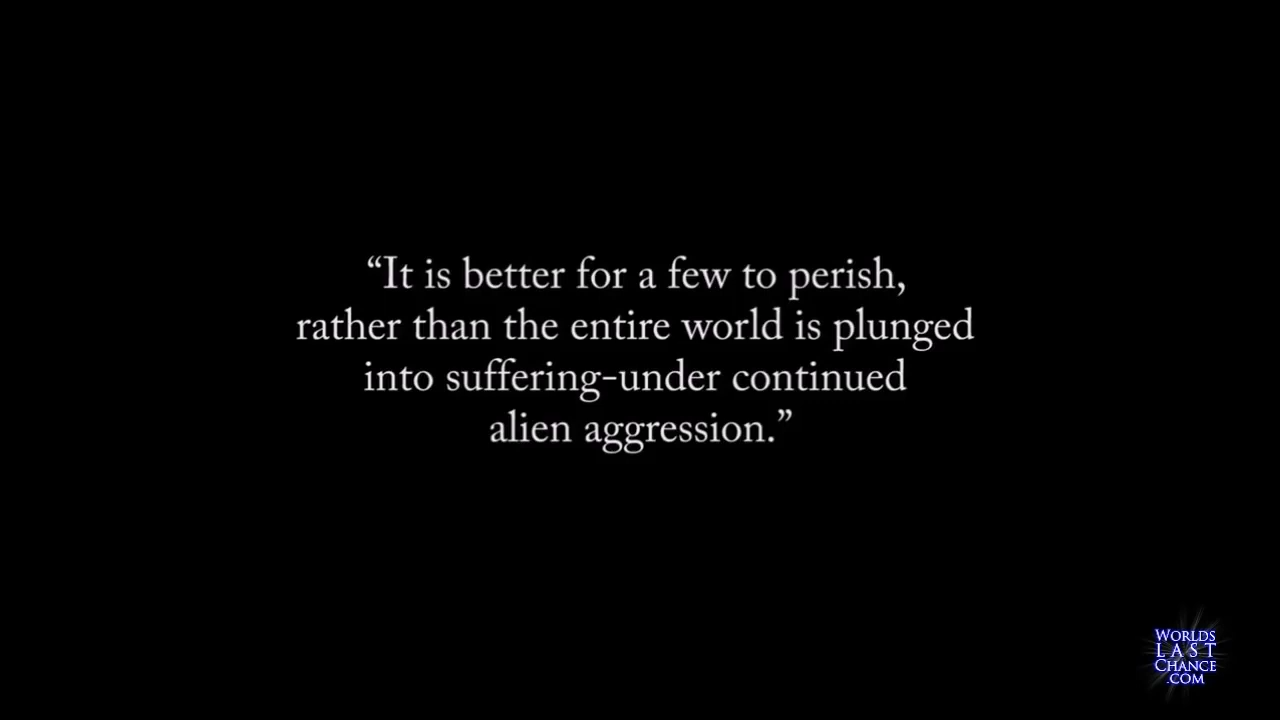 “It is better for a few to perish,
rather than the entire world is plunged
into suffering-under continued
alien aggression.”
WORLDS
LAST
CHANCE
.COM